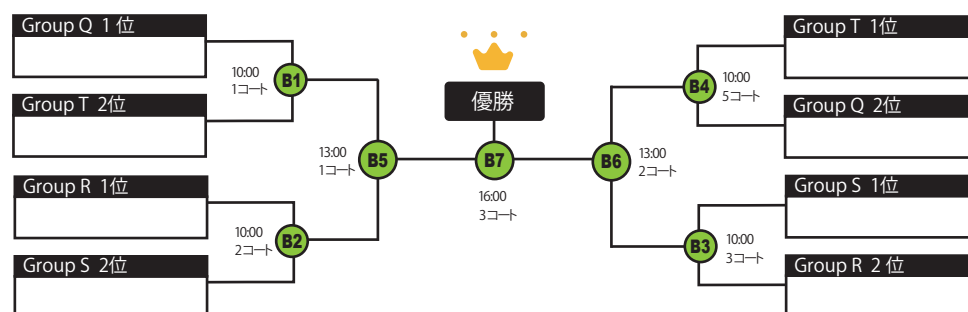 Group Q 1位
10:00
1コート
B1
Group T 2位
Group R 1位
10:00
2コート
B2
Group S 2位
13:00
1コート
B5
優勝
B7
16:00
3コート
B6
13:00
2コート
Group T 1位
B4
10:00
5コート
Group Q 2位
Group S 1位
B3
10:00
3コート
Group R 2位